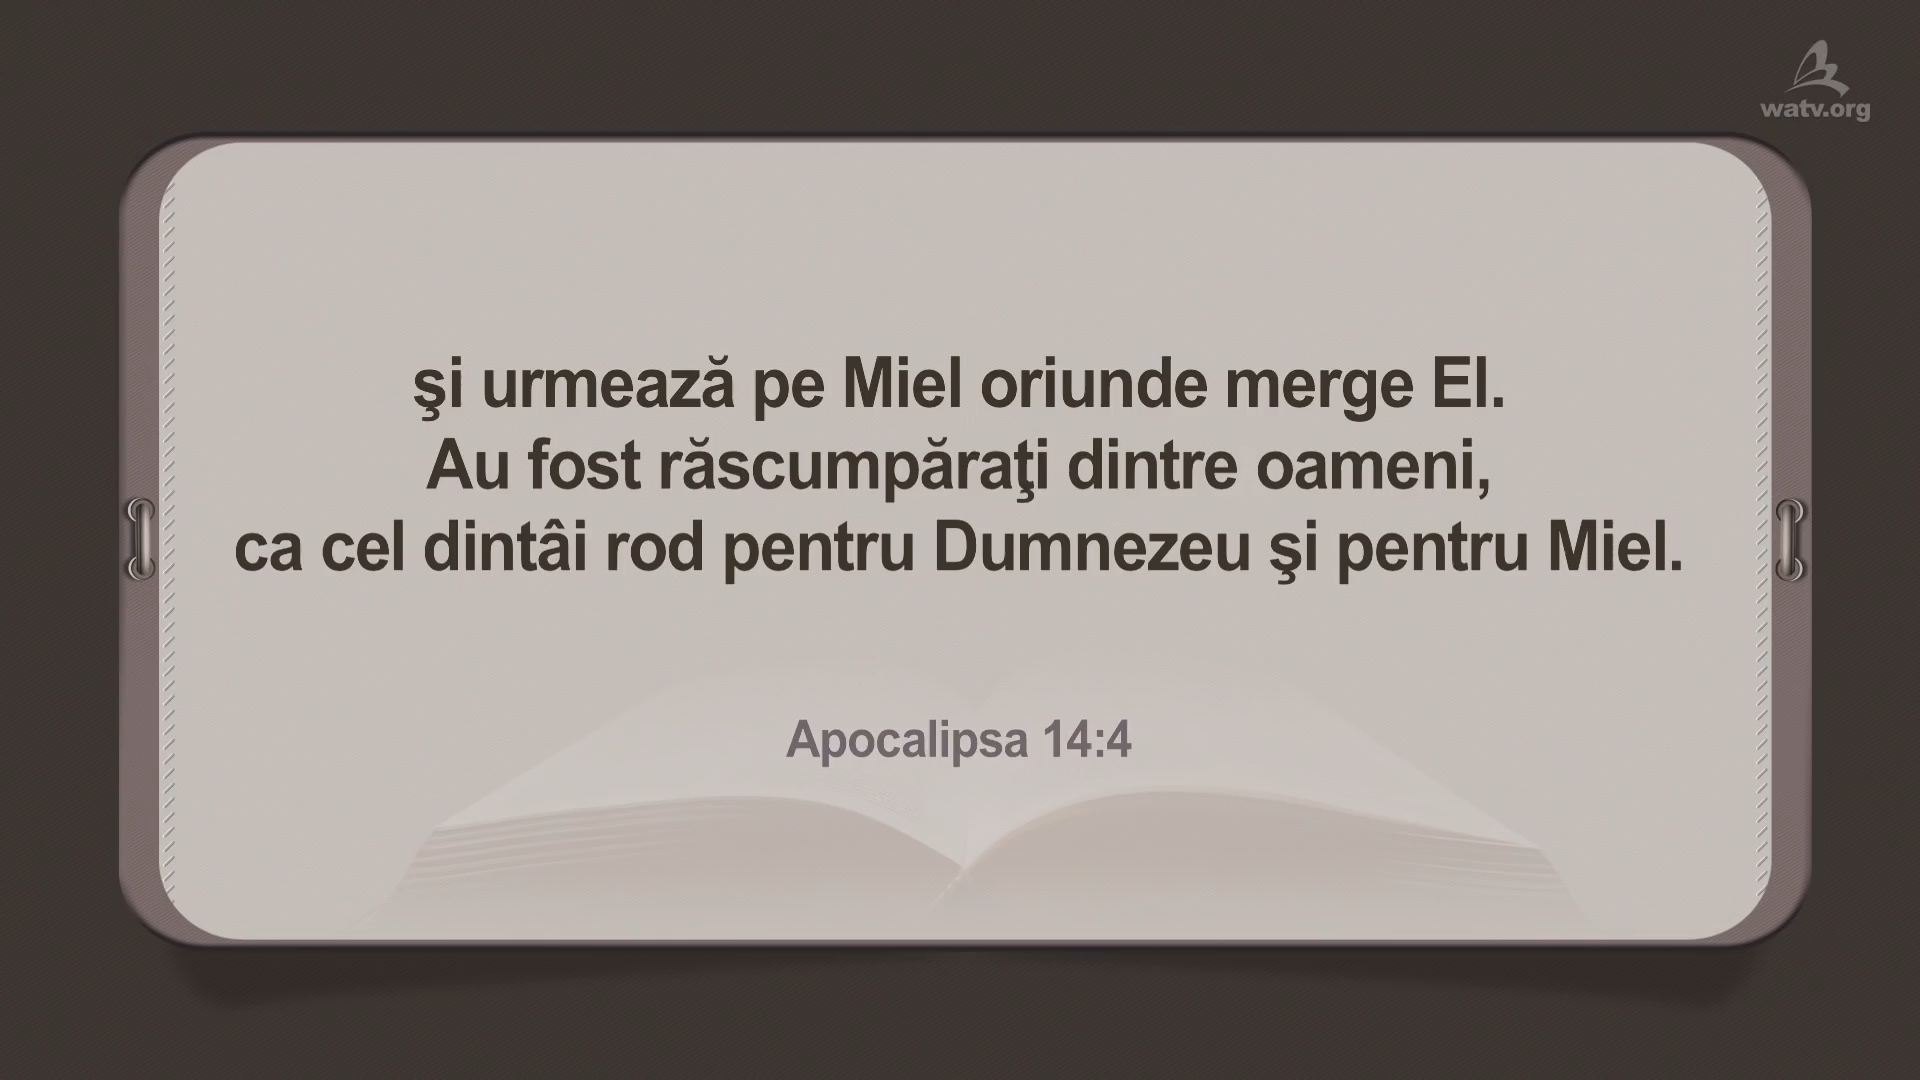 watv.org
şi urmează pe Miel oriunde merge El.
Au fost răscumpăraţi dintre oameni,
ca cel dintâi rod pentru Dumnezeu şi pentru Miel.
Apocalipsa 14:4